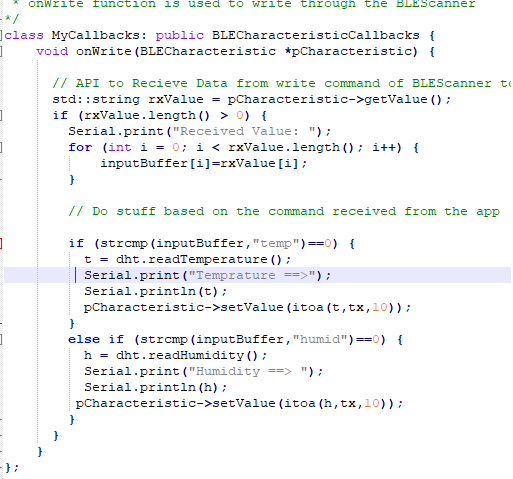 * onWrite function is used to write through the BLEScanner
*/
class MyCallbacks: public BLECharacteristicCallbacks {
    void onWrite(BLECharacteristic *pCharacteristic) {

      // API to Recieve Data from write command of BLEScanner to
      std::string rxValue = pCharacteristic->getValue();
      if (rxValue.length() > 0) {
        Serial.print("Received Value: ");
        for (int i = 0; i < rxValue.length(); i++) {
            inputBuffer[i]=rxValue[i];
        }

        // Do stuff based on the command received from the app

        if (strcmp(inputBuffer,"temp")==0) {
          t = dht.readTemperature();
          Serial.print("Temprature ==>");
          Serial.println(t);
          pCharacteristic->setValue(itoa(t,tx,10));
        }
        else if (strcmp(inputBuffer,"humid")==0) {
          h = dht.readHumidity();
          Serial.print("Humidity ==> ");
          Serial.println(h);
         pCharacteristic->setValue(itoa(h,tx,10));
        }
      }
    }
};